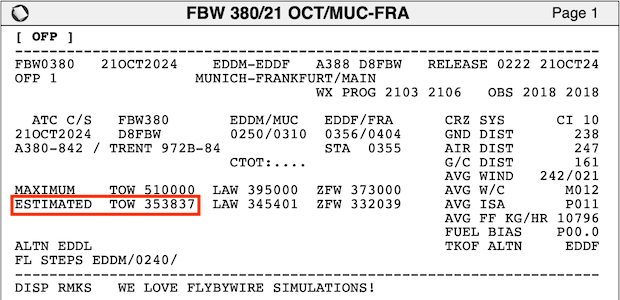 FBW 380/21 OCT/MUC-FRA Page 1
[ OFP ]
FBW0380 21OCT2024 EDDM-EDDF A388 D8FBW RELEASE 0222 21OCT24
OFP 1 MUNICH-FRANKFURT/MAIN
WX PROG 2103 2106 OBS 2018 2018
ATC C/S FBW380 EDDM/MUC EDDF/FRA CRZ SYS CI 10
21OCT2024 D8FBW 0250/0310 0356/0404 GND DIST 238
A380-842 / TRENT 972B-84 STA 0355 AIR DIST 247
CTOT:.... G/C DIST 161
AVG WIND 242/021
MAXIMUM TOW 510000 LAW 395000 ZFW 373000 AVG W/C M012
ESTIMATED TOW 353837 LAW 345401 ZFW 332039 AVG ISA P011
AVG FF KG/HR 10796
FUEL BIAS P00.0
ALTN EDDL TKOF ALTN EDDF
FL STEPS EDDM/0240/
DISP RMKS WE LOVE FLYBYWIRE SIMULATIONS!